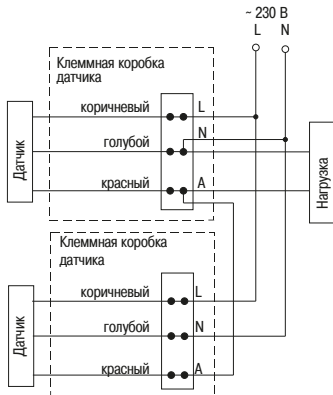 ~ 230 В
L N
Клеммная коробка
датчика
коричневый L
голубой N
красный A
Датчик
Нагрузка
Клеммная коробка
датчика
коричневый L
голубой N
красный A
Датчик